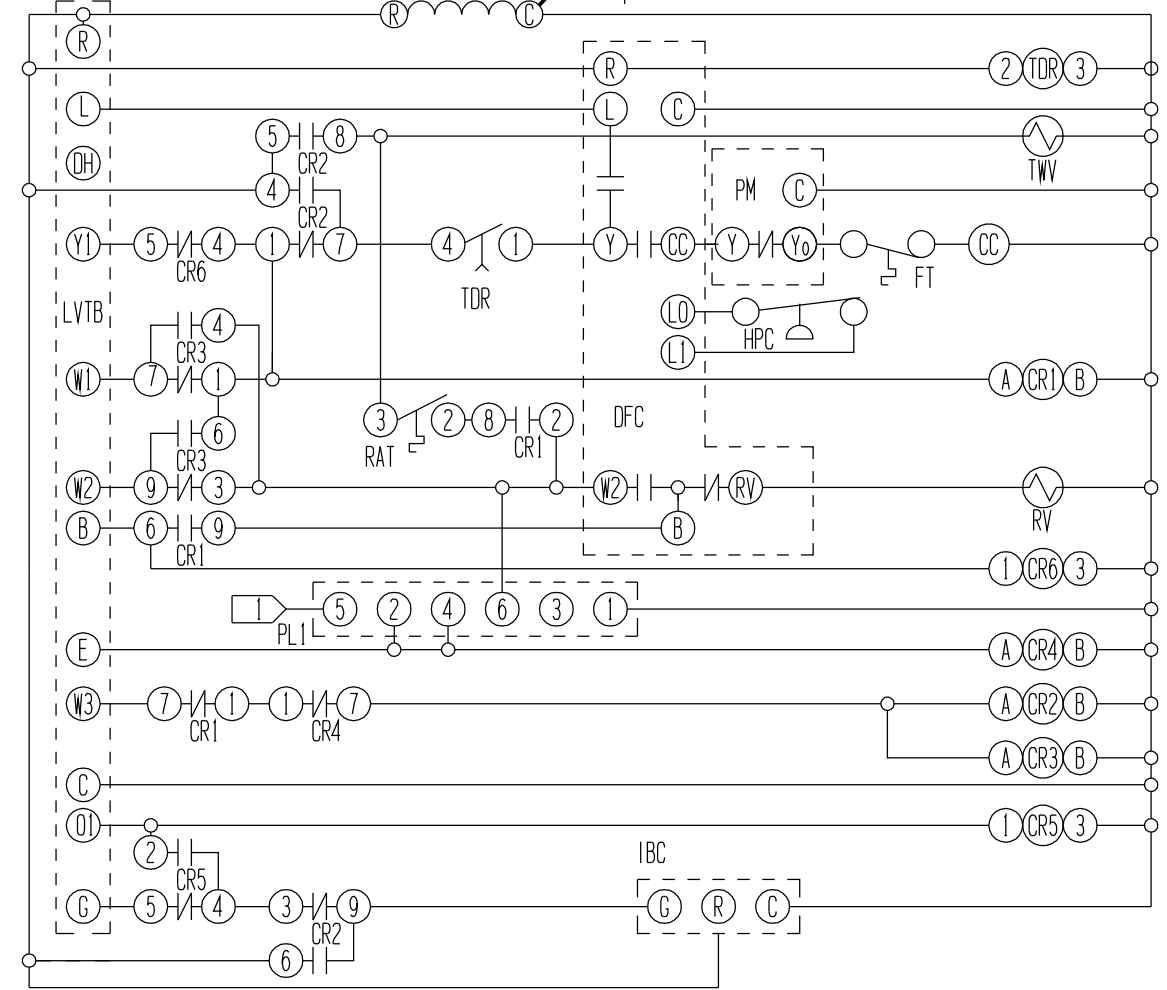 R C
R
R 2 TDR 3
L L C
5 8
CR2 TWV
DH
4 PM C
CR2
Y1 5 4 1 7 4 1 Y CC Y Yo CC
CR6 FT
TDR
LVTB L0
4 HPC
CR3 L1
W1 7 1 A CR1 B
6 3 2 8 2 DFC
CR3 RAT CR1
W2 9 3 W2 RV
RV
B 6 9 B
CR1
1 CR6 3
1 5 2 4 6 3 1
PL1
E A CR4 B
W3 7 1 1 7 A CR2 B
CR1 CR4
A CR3 B
C
O1 1 CR5 3
2 IBC
CR5
G 5 4 3 9 G R C
CR2
6